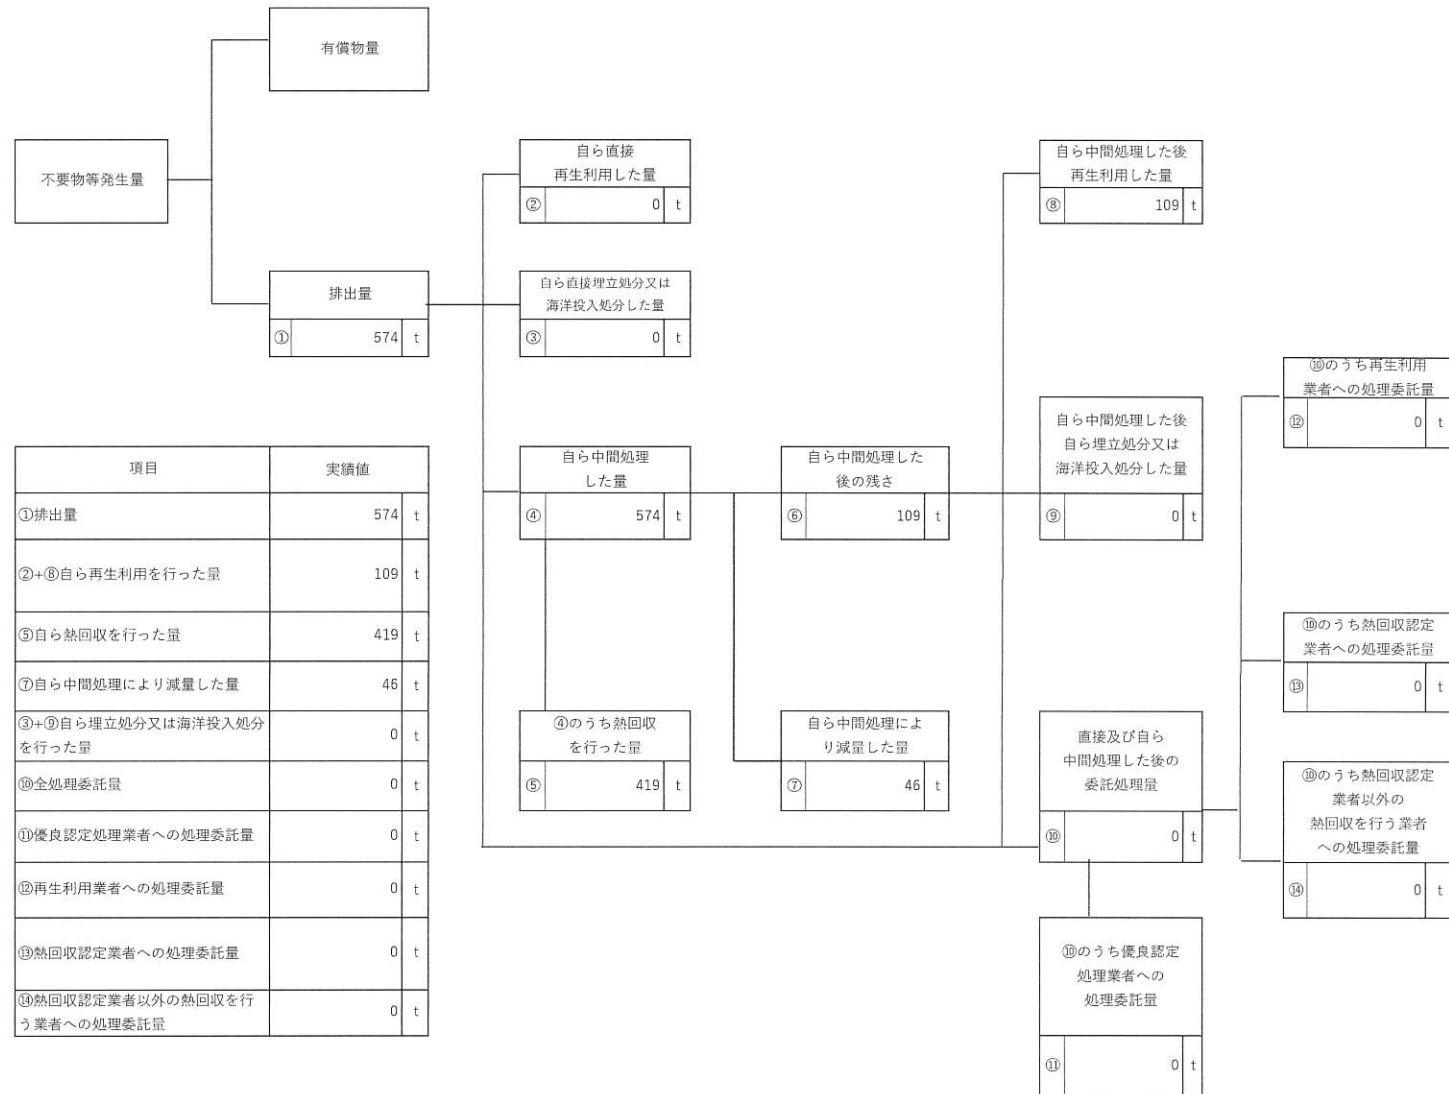 有償物量
不要物等発生量
自ら直接
再生利用した量
② 0 t
自ら中間処理した後
再生利用した量
⑧ 109 t
排出量
① 574 t
自ら直接埋立処分又は
海洋投入処分した量
③ 0 t
⑩のうち再生利用
業者への処理委託量
⑫ 0 t
自ら中間処理した後
自ら埋立処分又は
海洋投入処分した量
⑨ 0 t
自ら中間処理
した量
④ 574 t
自ら中間処理した
後の残さ
⑥ 109 t
⑩のうち熱回収認定
業者への処理委託量
⑬ 0 t
④のうち熱回収
を行った量
⑤ 419 t
自ら中間処理によ
り減量した量
⑦ 46 t
直接及び自ら
中間処理した後の
委託処理量
⑩ 0 t
⑩のうち熱回収認定
業者以外の
熱回収を行う業者
への処理委託量
⑭ 0 t
⑩のうち優良認定
処理業者への
処理委託量
⑪ 0 t
項目 実績値
①排出量 574 t
②+⑧自ら再生利用を行った量 109 t
⑤自ら熱回収を行った量 419 t
⑦自ら中間処理により減量した量 46 t
③+⑨自ら埋立処分又は海洋投入処分
を行った量 0 t
⑩全処理委託量 0 t
⑪優良認定処理業者への処理委託量 0 t
⑫再生利用業者への処理委託量 0 t
⑬熱回収認定業者への処理委託量 0 t
⑭熱回収認定業者以外の熱回収を行
う業者への処理委託量 0 t